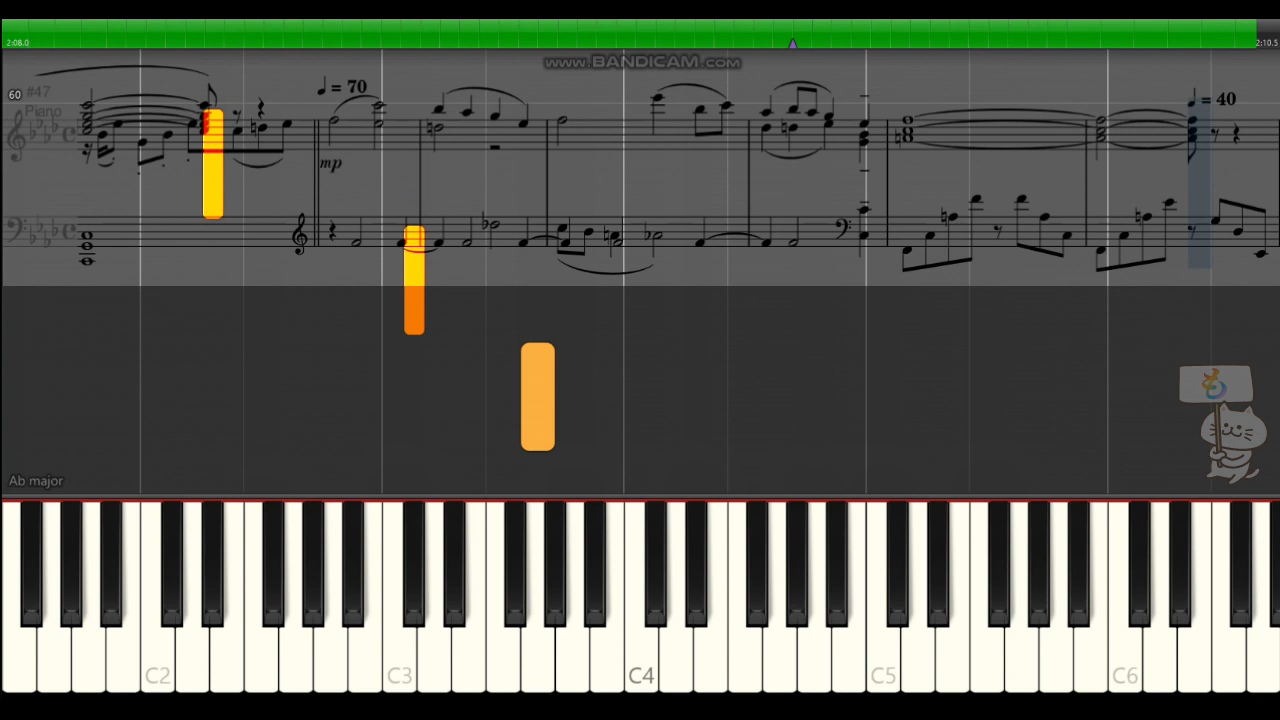 2:08.0
2:10.5
www.BANDICAM.com
60 #47
= 70
= 40
Piano
mp
Ab major
C2 C3 C4 C5 C6